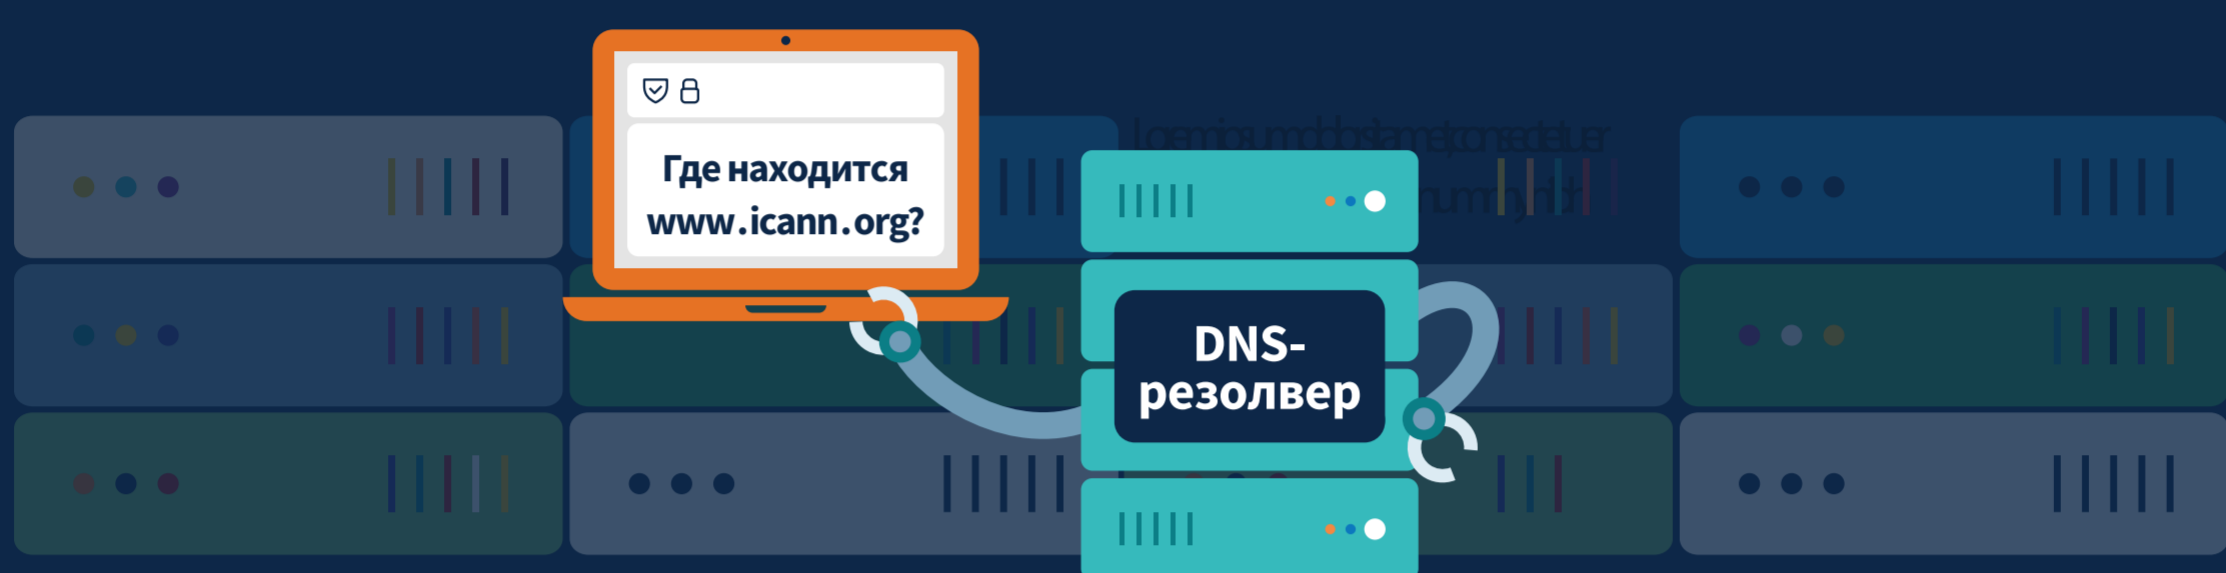 Где находится
www.icann.org?
DNS-
резолвер